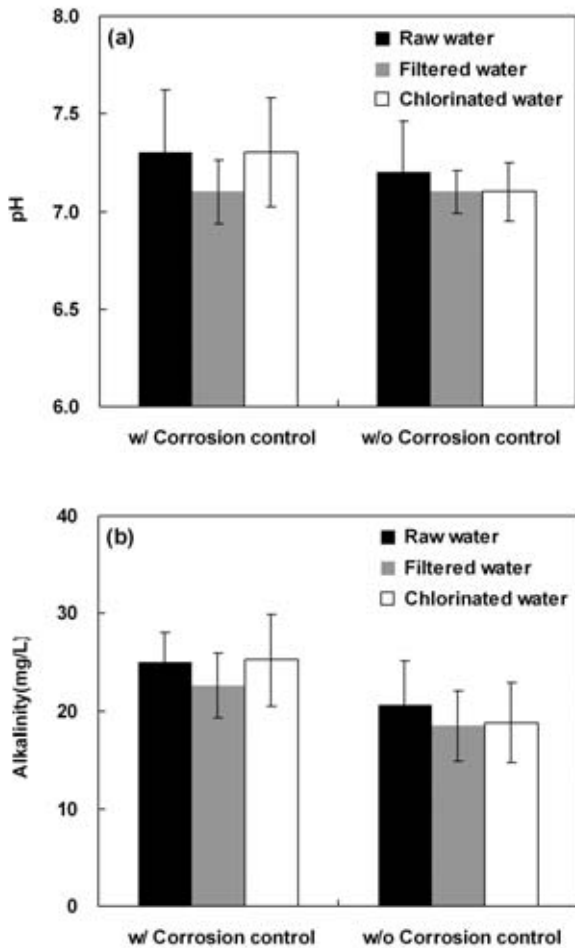 8.0
(a)
Raw water
Filtered water
Chlorinated water
7.5
pH
7.0
6.5
6.0
w/ Corrosion control
w/o Corrosion control
40
(b)
Raw water
Filtered water
Chlorinated water
30
Alkalinity(mg/L)
20
10
0
w/ Corrosion control
w/o Corrosion control